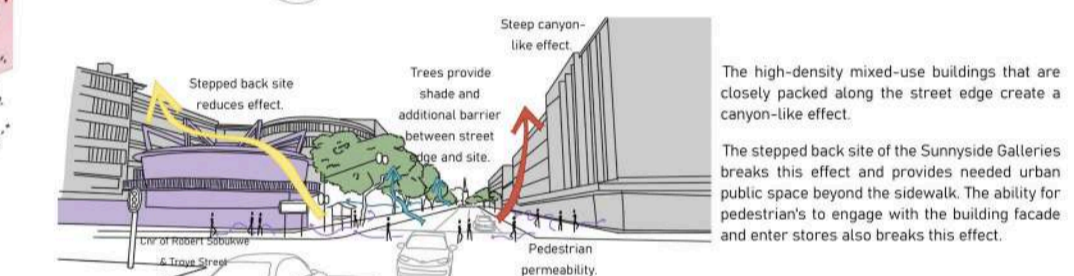 Steep canyon-
like effect.
Stepped back site
reduces effect.
Trees provide
shade and
additional barrier
between street
edge and site.
Cnr of Robert Sobukwe
& Troye Street
Pedestrian
permeability.
The high-density mixed-use buildings that are
closely packed along the street edge create a
canyon-like effect.
The stepped back site of the Sunnyside Galleries
breaks this effect and provides needed urban
public space beyond the sidewalk. The ability for
pedestrian's to engage with the building facade
and enter stores also breaks this effect.